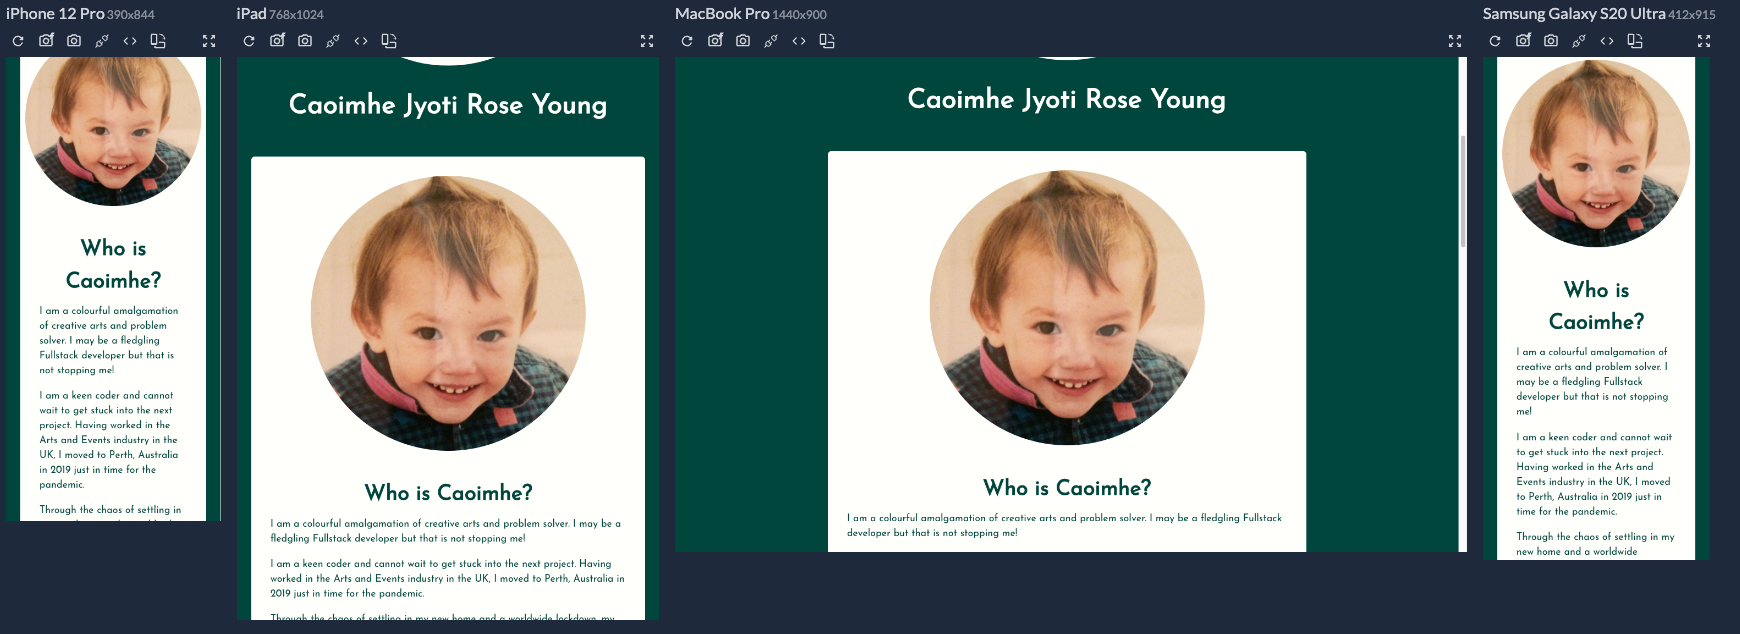 iPhone 12 Pro 390x844
Who is
Caoimhe?
I am a colourful amalgamation
of creative arts and problem
solver. I may be a fledgling
Fullstack developer but that is
not stopping me!
I am a keen coder and cannot
wait to get stuck into the next
project. Having worked in the
Arts and Events industry in the
UK, I moved to Perth, Australia
in 2019 just in time for the
pandemic.
Through the chaos of settling in
iPad 768x1024
Caoimhe Jyoti Rose Young
Who is Caoimhe?
I am a colourful amalgamation of creative arts and problem solver. I may be a
fledgling Fullstack developer but that is not stopping me!
I am a keen coder and cannot wait to get stuck into the next project. Having
worked in the Arts and Events industry in the UK, I moved to Perth, Australia in
2019 just in time for the pandemic.
Through the chaos of settling in my new home and a worldwide lockdown, my
MacBook Pro 1440x900
Caoimhe Jyoti Rose Young
Who is Caoimhe?
I am a colourful amalgamation of creative arts and problem solver. I may be a fledgling Fullstack
developer but that is not stopping me!
Samsung Galaxy S20 Ultra 412x915
Who is
Caoimhe?
I am a colourful amalgamation of
creative arts and problem solver. I
may be a fledgling Fullstack
developer but that is not stopping
me!
I am a keen coder and cannot wait
to get stuck into the next project.
Having worked in the Arts and
Events industry in the UK, I moved
to Perth, Australia in 2019 just in
time for the pandemic.
Through the chaos of settling in my
new home and a worldwide